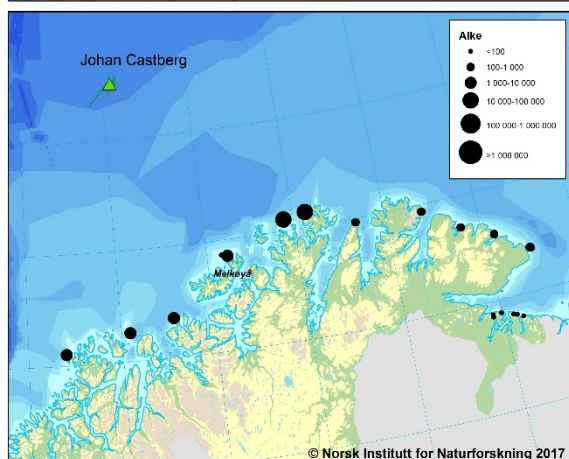 Johan Castberg
Alke
<100
100-1 000
1 000-10 000
10 000-100 000
100 000-1 000 000
>1 000 000
Melkøya
© Norsk Institutt for Naturforskning 2017